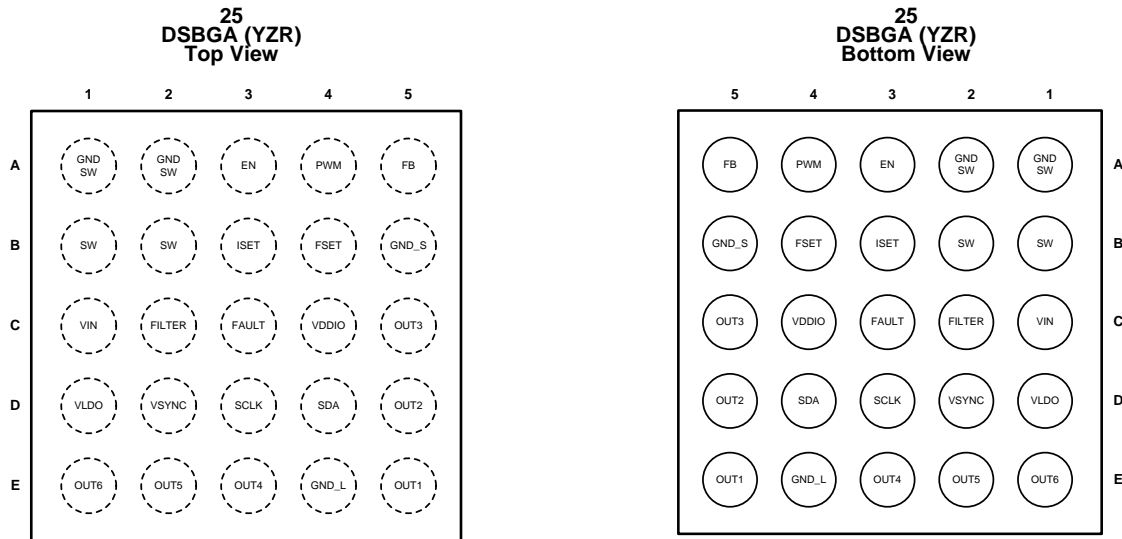 25
DSBGA (YZR)
Top View
1 2 3 4 5
A GND SW GND SW EN PWM FB
B SW SW ISET FSET GND_S
C VIN FILTER FAULT VDDIO OUT3
D VLDO VSYNC SCLK SDA OUT2
E OUT6 OUT5 OUT4 GND_L OUT1
25
DSBGA (YZR)
Bottom View
5 4 3 2 1
FB PWM EN GND SW GND SW A
GND_S FSET ISET SW SW B
OUT3 VDDIO FAULT FILTER VIN C
OUT2 SDA SCLK VSYNC VLDO D
OUT1 GND_L OUT4 OUT5 OUT6 E